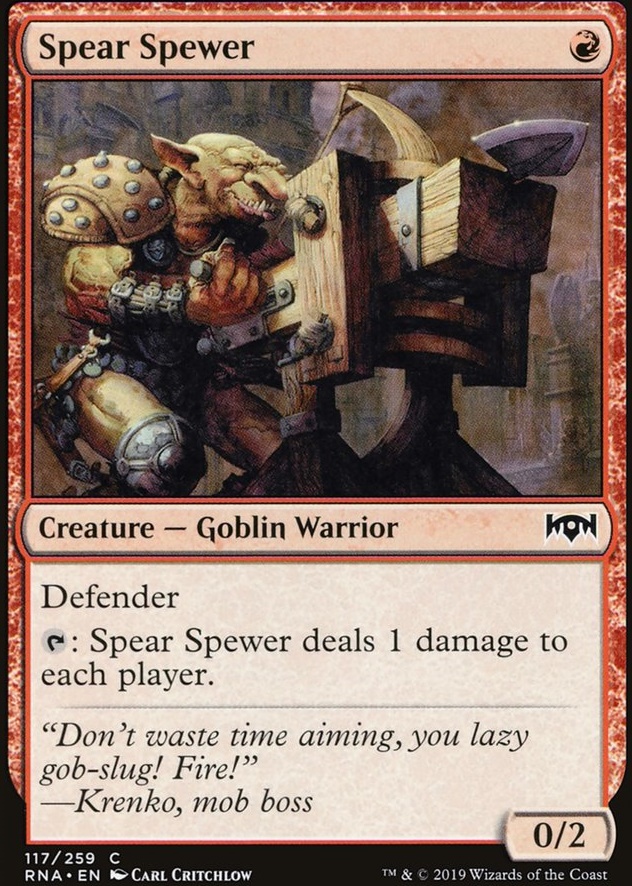 Spear Spewer
Creature — Goblin Warrior
Defender
: Spear Spewer deals 1 damage to
each player.
“Don’t waste time aiming, you lazy
gob-slug! Fire!”
—Krenko, mob boss
0/2
117/259 C
RNA • EN Carl Critchlow
™ & © 2019 Wizards of the Coast